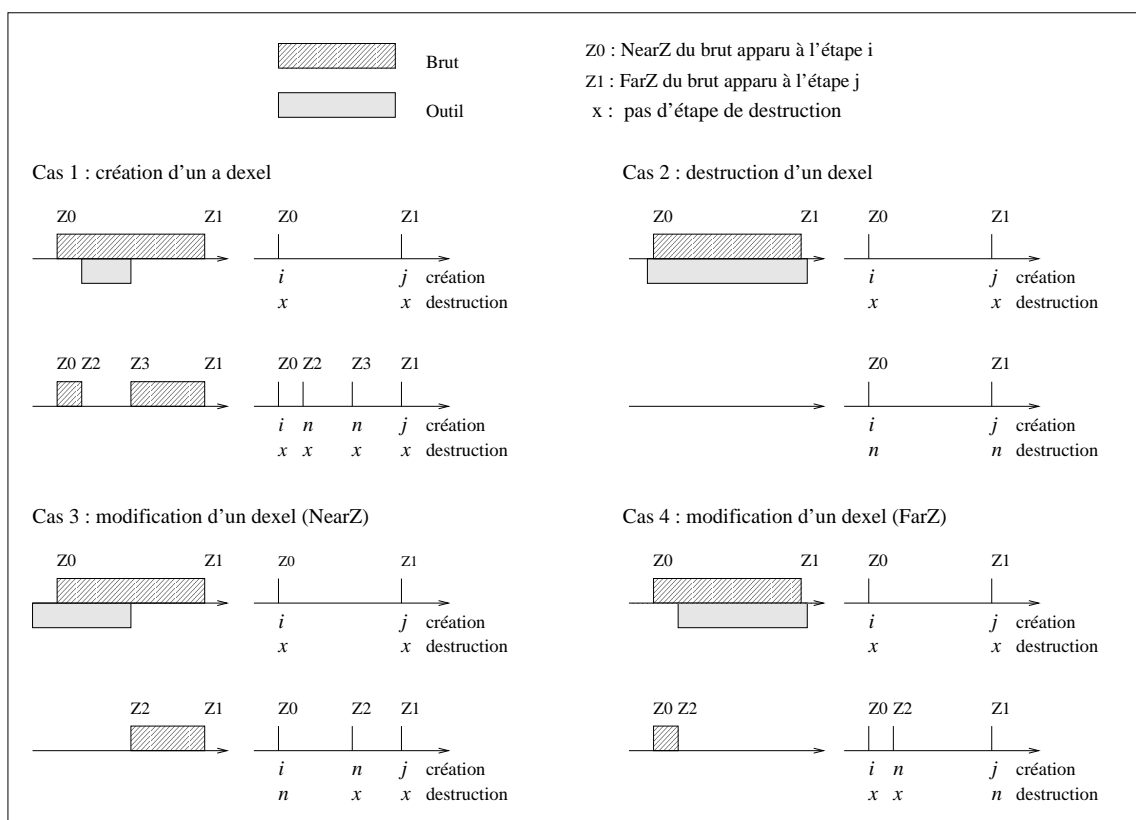 Brut
Outil
Z0 : NearZ du brut apparu à l'étape i
Z1 : FarZ du brut apparu à l'étape j
x : pas d'étape de destruction
Cas 1 : création d'un a dexel
Z0 Z1 Z0 Z1
i j création
x x destruction
Z0 Z2 Z3 Z1 Z0 Z2 Z3 Z1
i n n j création
x x x x destruction
Cas 2 : destruction d'un dexel
Z0 Z1 Z0 Z1
i j création
x x destruction
Z0 Z1
i j création
n n destruction
Cas 3 : modification d'un dexel (NearZ)
Z0 Z1 Z0 Z1
i j création
x x destruction
Z2 Z1 Z0 Z2 Z1
i n j création
n x x destruction
Cas 4 : modification d'un dexel (FarZ)
Z0 Z1 Z0 Z1
i j création
x x destruction
Z0 Z2 Z0 Z2 Z1
i n j création
x x n destruction